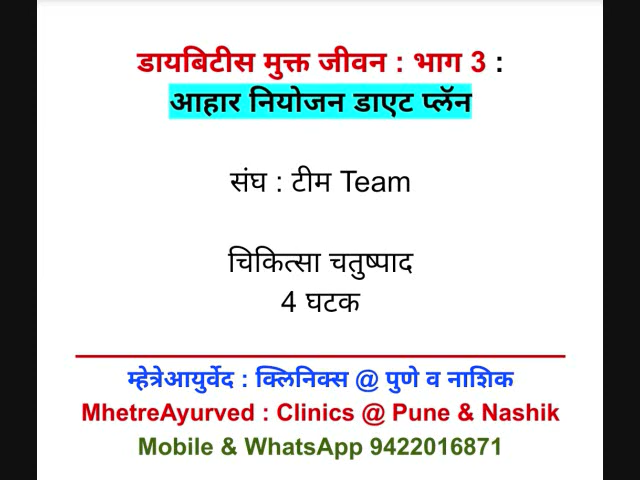 डायबिटीस मुक्त जीवन : भाग 3 :
आहार नियोजन डाएट प्लॅन
संघ : टीम Team
चिकित्सा चतुष्पाद
4 घटक
म्हेत्रेआयुर्वेद : क्लिनिक्स @ पुणे व नाशिक
MhetreAyurved : Clinics @ Pune & Nashik
Mobile & WhatsApp 9422016871